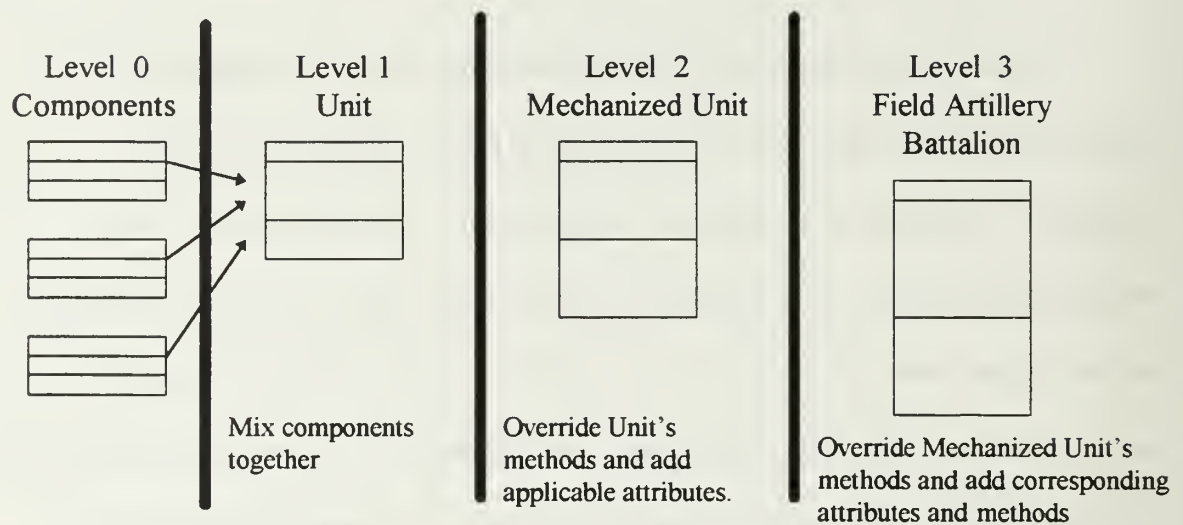 Level 0
Components
Level 1
Unit
Level 2
Mechanized Unit
Level 3
Field Artillery
Battalion
Mix components
together
Override Unit's
methods and add
applicable attributes.
Override Mechanized Unit's
methods and add corresponding
attributes and methods